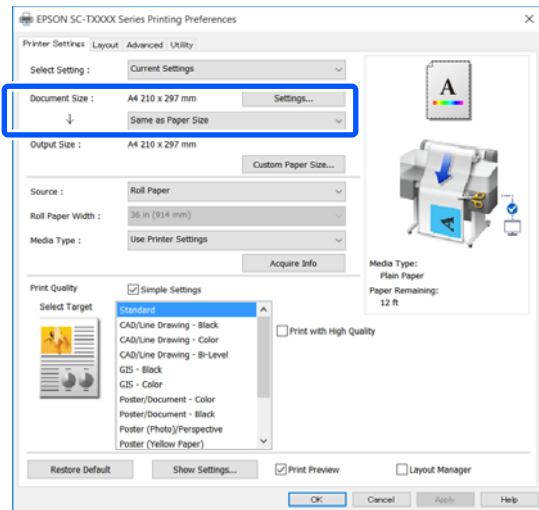 EPSON SC-TXXXX Series Printing Preferences
Printer Settings Layout Advanced Utility
Select Setting : Current Settings
Document Size : A4 210 x 297 mm Settings...
↓ Same as Paper Size
Output Size : A4 210 x 297 mm
Custom Paper Size...
Source : Roll Paper
Roll Paper Width : 36 in (914 mm)
Media Type : Use Printer Settings
Acquire Info
A
Media Type:
Plain Paper
Paper Remaining:
12 ft
Print Quality Simple Settings
Select Target
Standard
CAD/Line Drawing - Black
CAD/Line Drawing - Color
CAD/Line Drawing - Bi-Level
GIS - Black
GIS - Color
Poster/Document - Color
Poster/Document - Black
Poster (Photo)/Perspective
Poster (Yellow Paper)
Print with High Quality
Restore Default Show Settings... Print Preview Layout Manager
OK Cancel Apply Help